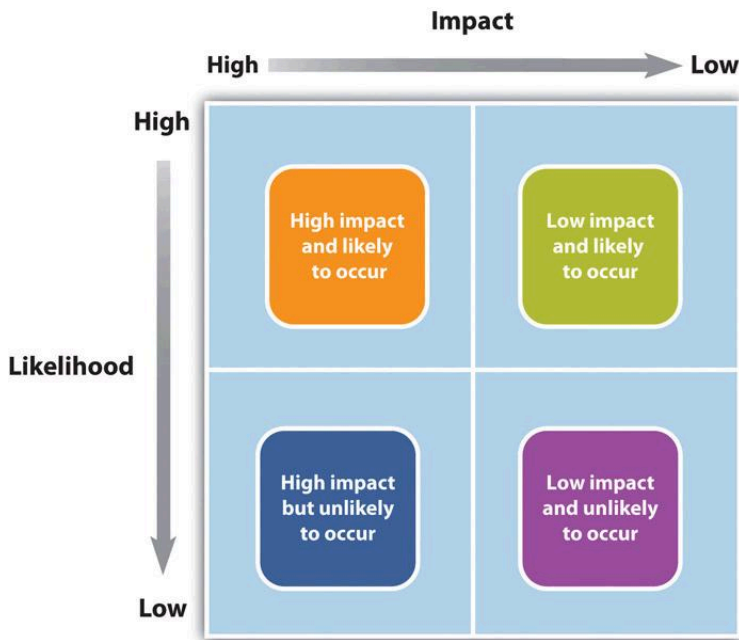 Impact
High
Low
High
High impact
and likely
to occur
Low impact
and likely
to occur
Likelihood
High impact
but unlikely
to occur
Low impact
and unlikely
to occur
Low